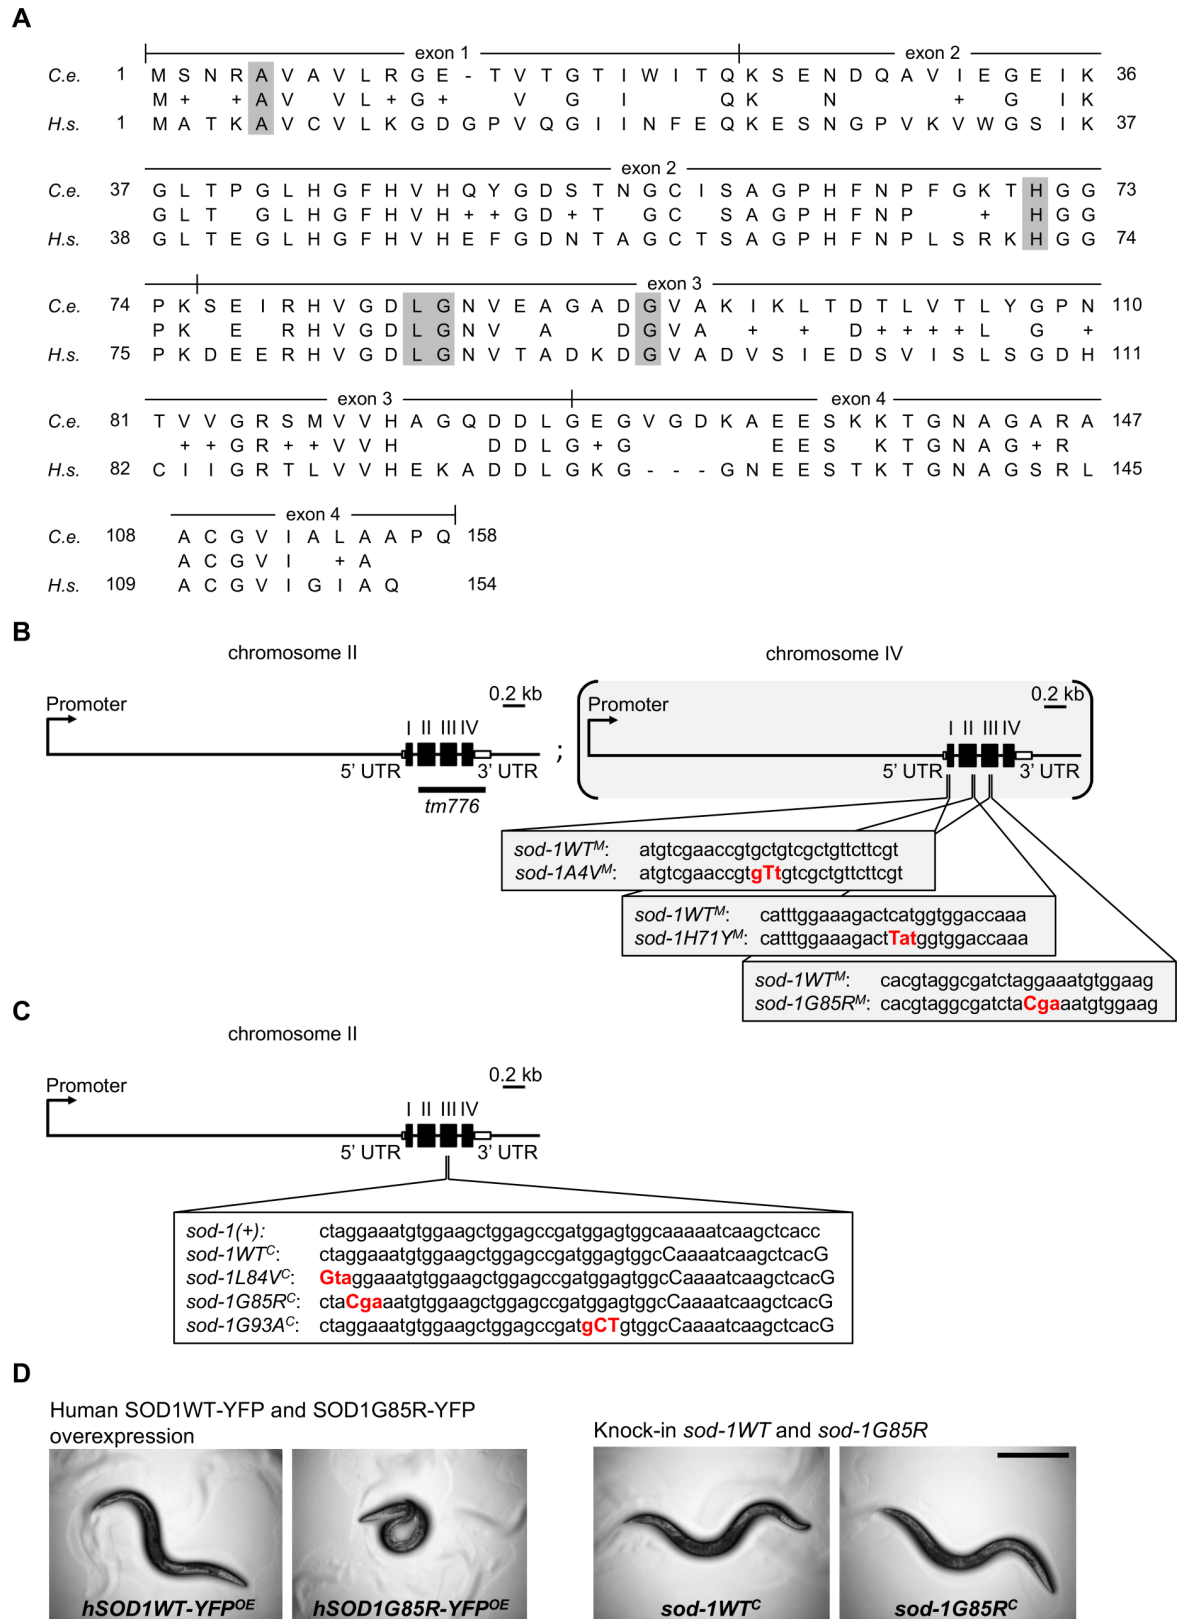 A
exon 1 exon 2
C.e. 1 M S N R A V A V L R G E - T V T G T I W I T Q K S E N D Q A V I E G E I K 36
M + + A V V L + G + V G I Q K N + G I K
H.s. 1 M A T K A V C V L K G D G P V Q G I I N F E Q K E S N G P V K V W G S I K 37
exon 2
C.e. 37 G L T P G L H G F H V H Q Y G D S T N G C I S A G P H F N P F G K T H G G 73
G L T G L H G F H V H + + G D + T G C S A G P H F N P + H G G
H.s. 38 G L T E G L H G F H V H E F G D N T A G C T S A G P H F N P L S R K H G G 74
exon 3
C.e. 74 P K S E I R H V G D L G N V E A G A D G V A K I K L T D T L V T L Y G P N 110
P K E R H V G D L G N V A D G V A + + D + + + + L G +
H.s. 75 P K D E E R H V G D L G N V T A D K D G V A D V S I E D S V I S L S G D H 111
exon 3 exon 4
C.e. 81 T V V G R S M V V H A G Q D D L G E G V G D K A E E S K K T G N A G A R A 147
+ + G R + + V V H D D L G + G E E S K T G N A G + R
H.s. 82 C I I G R T L V V H E K A D D L G K G - - - G N E E S T K T G N A G S R L 145
exon 4
C.e. 108 A C G V I A L A A P Q 158
A C G V I + A
H.s. 109 A C G V I G I A Q 154
B
chromosome II chromosome IV
0.2 kb 0.2 kb
Promoter Promoter
I II III IV I II III IV
;
5' UTR 3' UTR 5' UTR 3' UTR
tm776
sod-1WTᴹ: atgtcgaaccgtgctgtcgctgttcttcgt
sod-1A4Vᴹ: atgtcgaaccgtgTtgtcgctgttcttcgt
sod-1WTᴹ: catttggaaagactcatggtggaccaaa
sod-1H71Yᴹ: catttggaaagactTatggtggaccaaa
sod-1WTᴹ: cacgtaggcgatctaggaaatgtggaag
sod-1G85Rᴹ: cacgtaggcgatctaCgaaatgtggaag
C
chromosome II
0.2 kb
Promoter
I II III IV
5' UTR 3' UTR
sod-1(+): ctaggaaatgtggaagctggagccgatggagtggcaaaaatcaagctcacc
sod-1WTᶜ: ctaggaaatgtggaagctggagccgatggagtggcCaaaatcaagctcacG
sod-1L84Vᶜ: GtaggaaatgtggaagctggagccgatggagtggcCaaaatcaagctcacG
sod-1G85Rᶜ: ctaCgaaatgtggaagctggagccgatggagtggcCaaaatcaagctcacG
sod-1G93Aᶜ: ctaggaaatgtggaagctggagccgatgCTgtggcCaaaatcaagctcacG
D
Human SOD1WT-YFP and SOD1G85R-YFP
overexpression
Knock-in sod-1WT and sod-1G85R
hSOD1WT-YFPᴼᴱ hSOD1G85R-YFPᴼᴱ sod-1WTᶜ sod-1G85Rᶜ